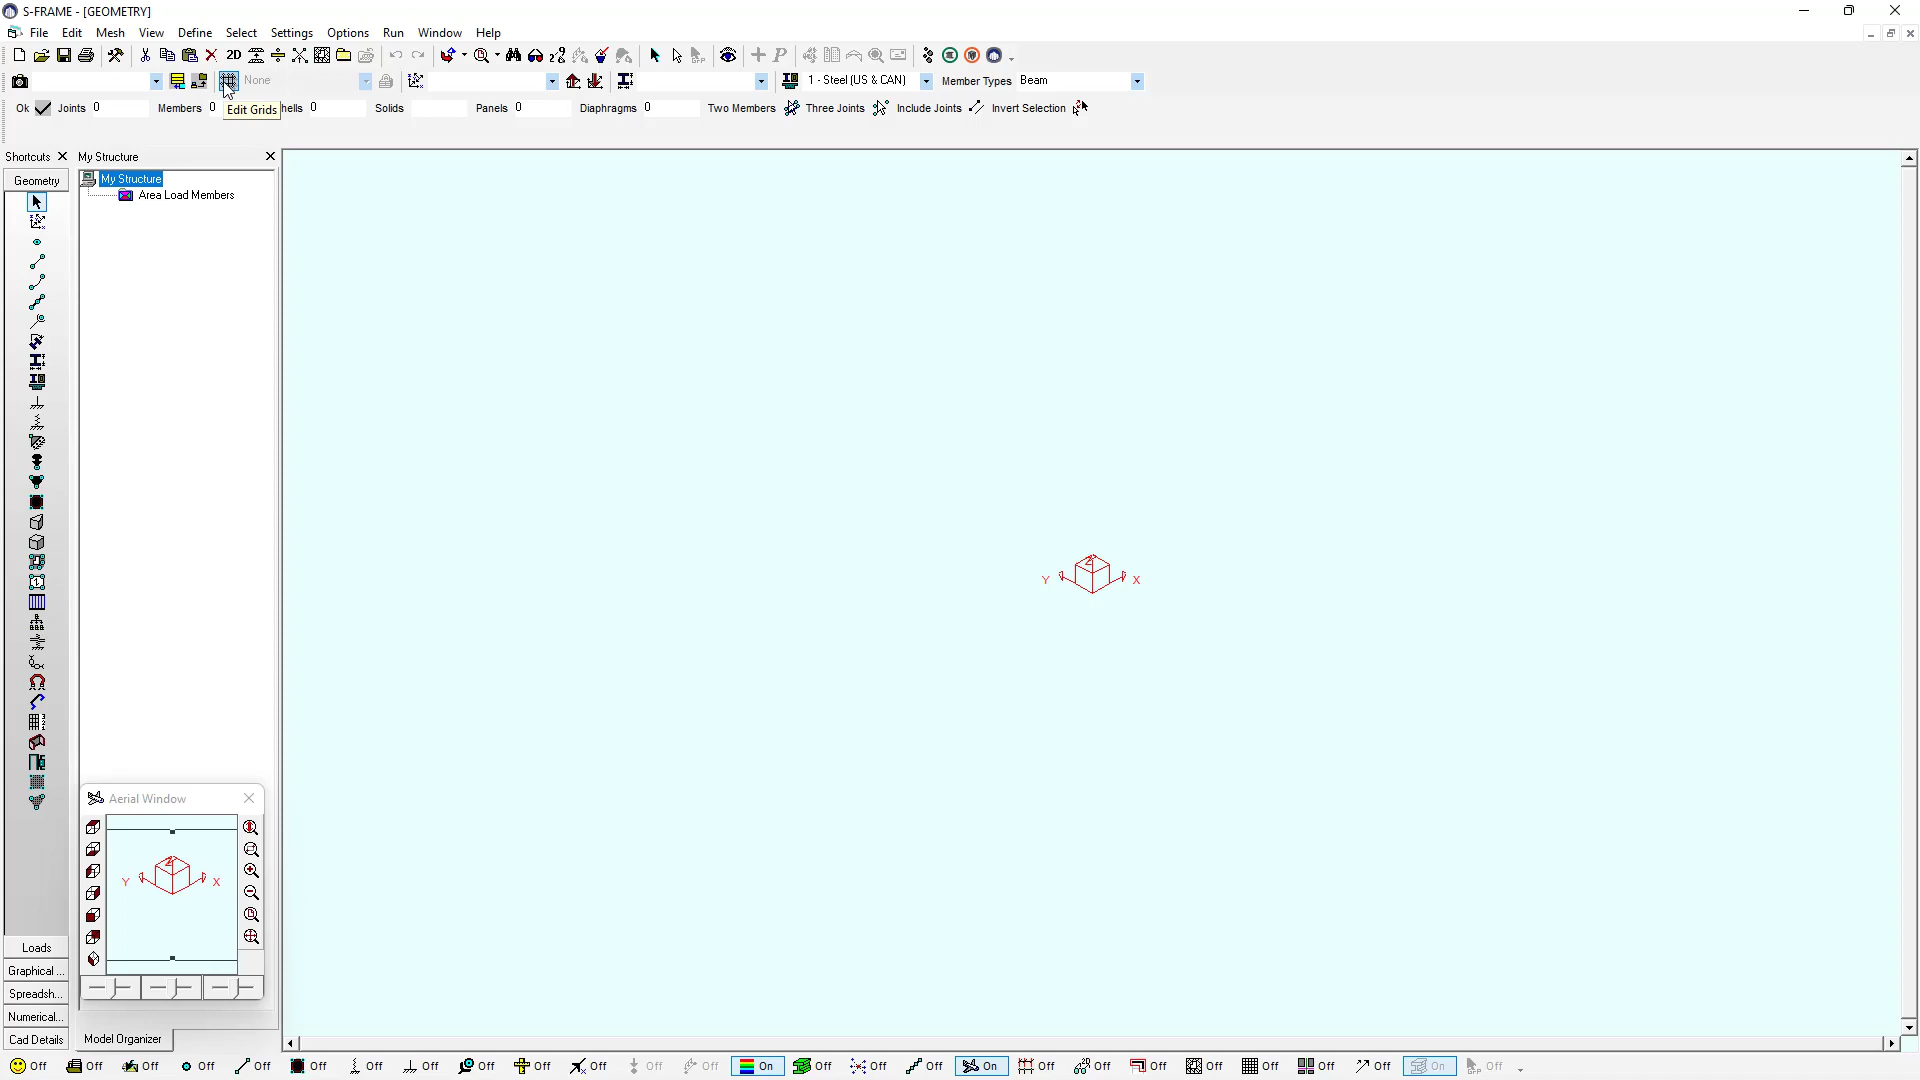 S-FRAME - [GEOMETRY]
File Edit Mesh View Define Select Settings Options Run Window Help
2D
None 1 - Steel (US & CAN) Member Types Beam
Ok Joints 0 Members 0 hells 0 Solids Panels 0 Diaphragms 0 Two Members Three Joints Include Joints Invert Selection
Edit Grids
Shortcuts My Structure
Geometry
My Structure
Area Load Members
Z
Y X
Aerial Window
Z
Y X
Loads
Graphical ...
Spreadsh...
Numerical...
Cad Details
Model Organizer
Off Off Off Off Off Off Off Off Off Off Off Off Off On Off Off Off On Off Off Off Off Off Off Off On Off